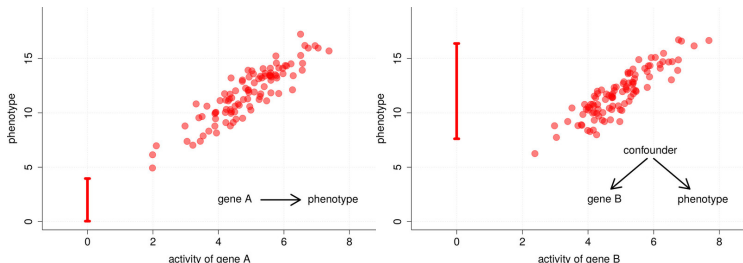 phenotype
15
10
5
0
0
2
4
6
8
activity of gene A
gene A
phenotype
phenotype
15
10
5
0
0
2
4
6
8
activity of gene B
confounder
gene B
phenotype